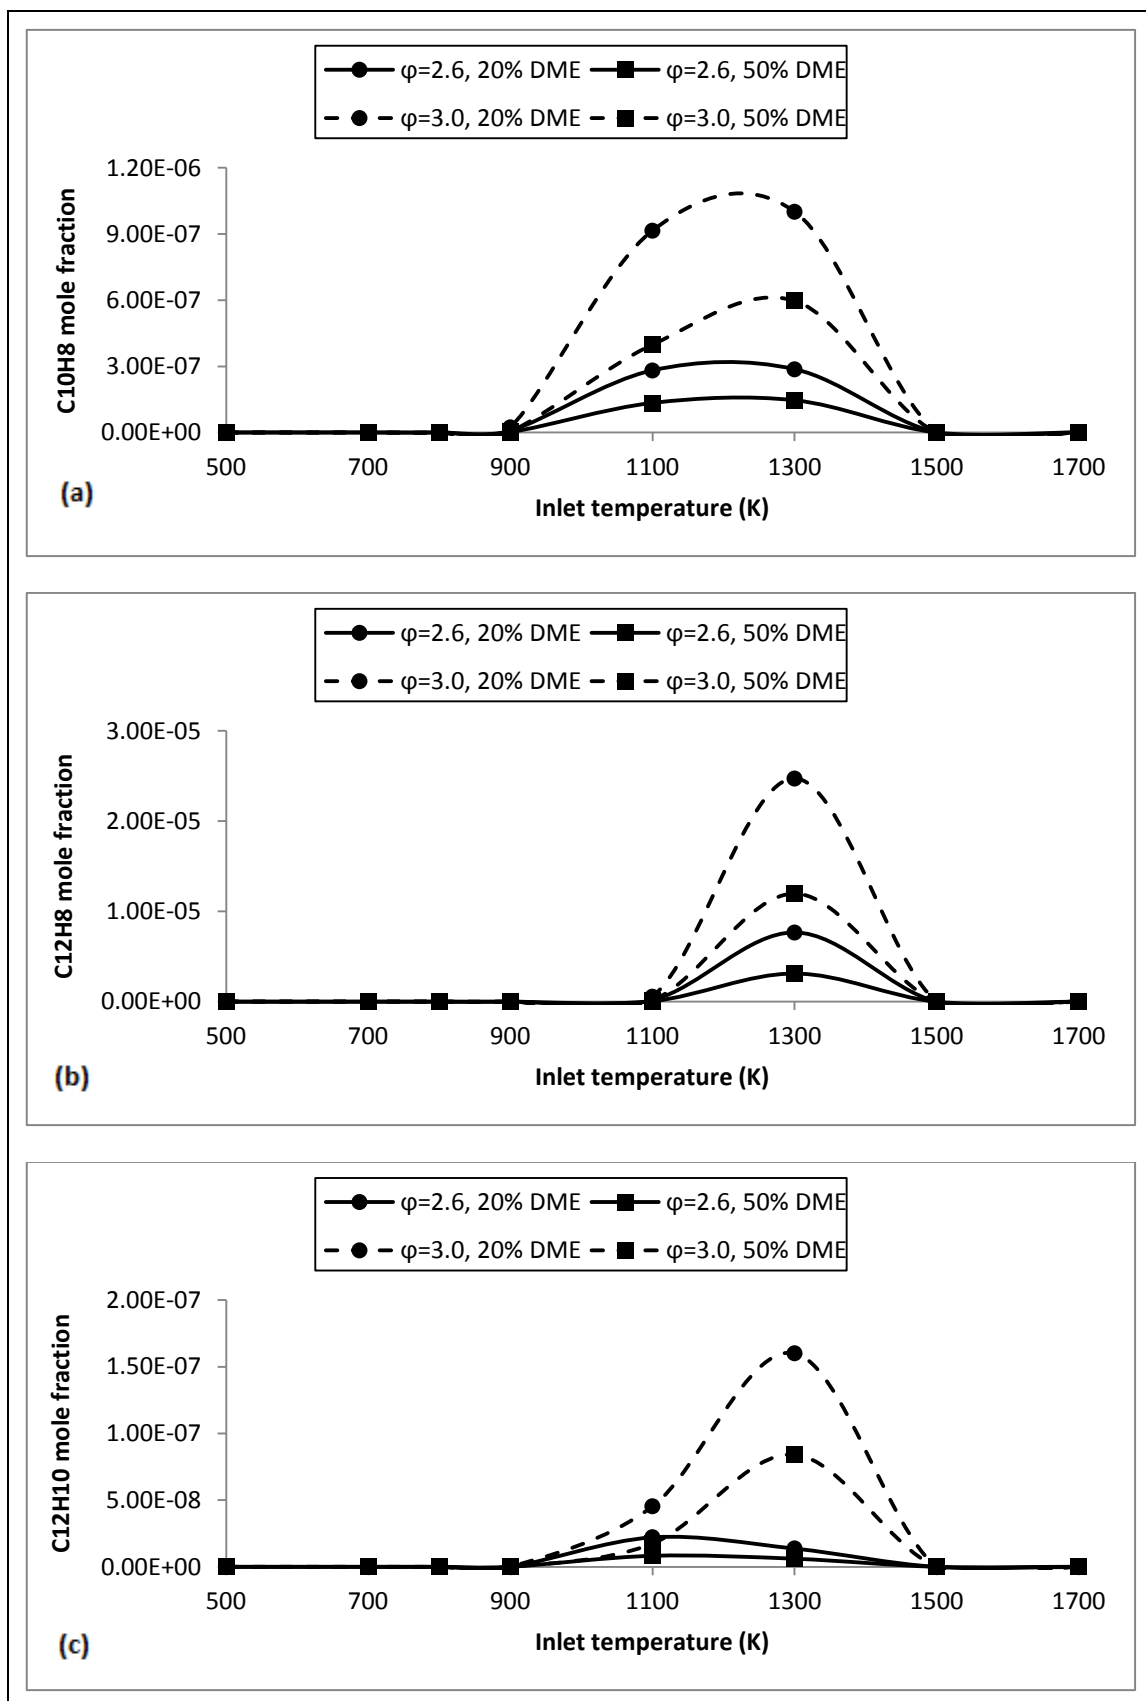 φ=2.6, 20% DME φ=2.6, 50% DME
φ=3.0, 20% DME φ=3.0, 50% DME
C10H8 mole fraction
1.20E-06
9.00E-07
6.00E-07
3.00E-07
0.00E+00
500 700 900 1100 1300 1500 1700
Inlet temperature (K)
(a)
φ=2.6, 20% DME φ=2.6, 50% DME
φ=3.0, 20% DME φ=3.0, 50% DME
C12H8 mole fraction
3.00E-05
2.00E-05
1.00E-05
0.00E+00
500 700 900 1100 1300 1500 1700
Inlet temperature (K)
(b)
φ=2.6, 20% DME φ=2.6, 50% DME
φ=3.0, 20% DME φ=3.0, 50% DME
C12H10 mole fraction
2.00E-07
1.50E-07
1.00E-07
5.00E-08
0.00E+00
500 700 900 1100 1300 1500 1700
Inlet temperature (K)
(c)